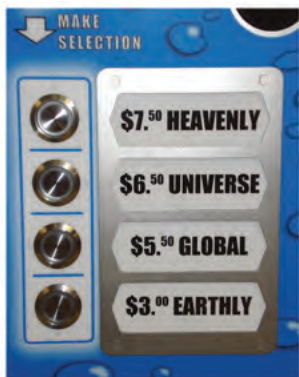 MAKE
SELECTION
$7.50 HEAVENLY
$6.50 UNIVERSE
$5.50 GLOBAL
$3.00 EARTHLY